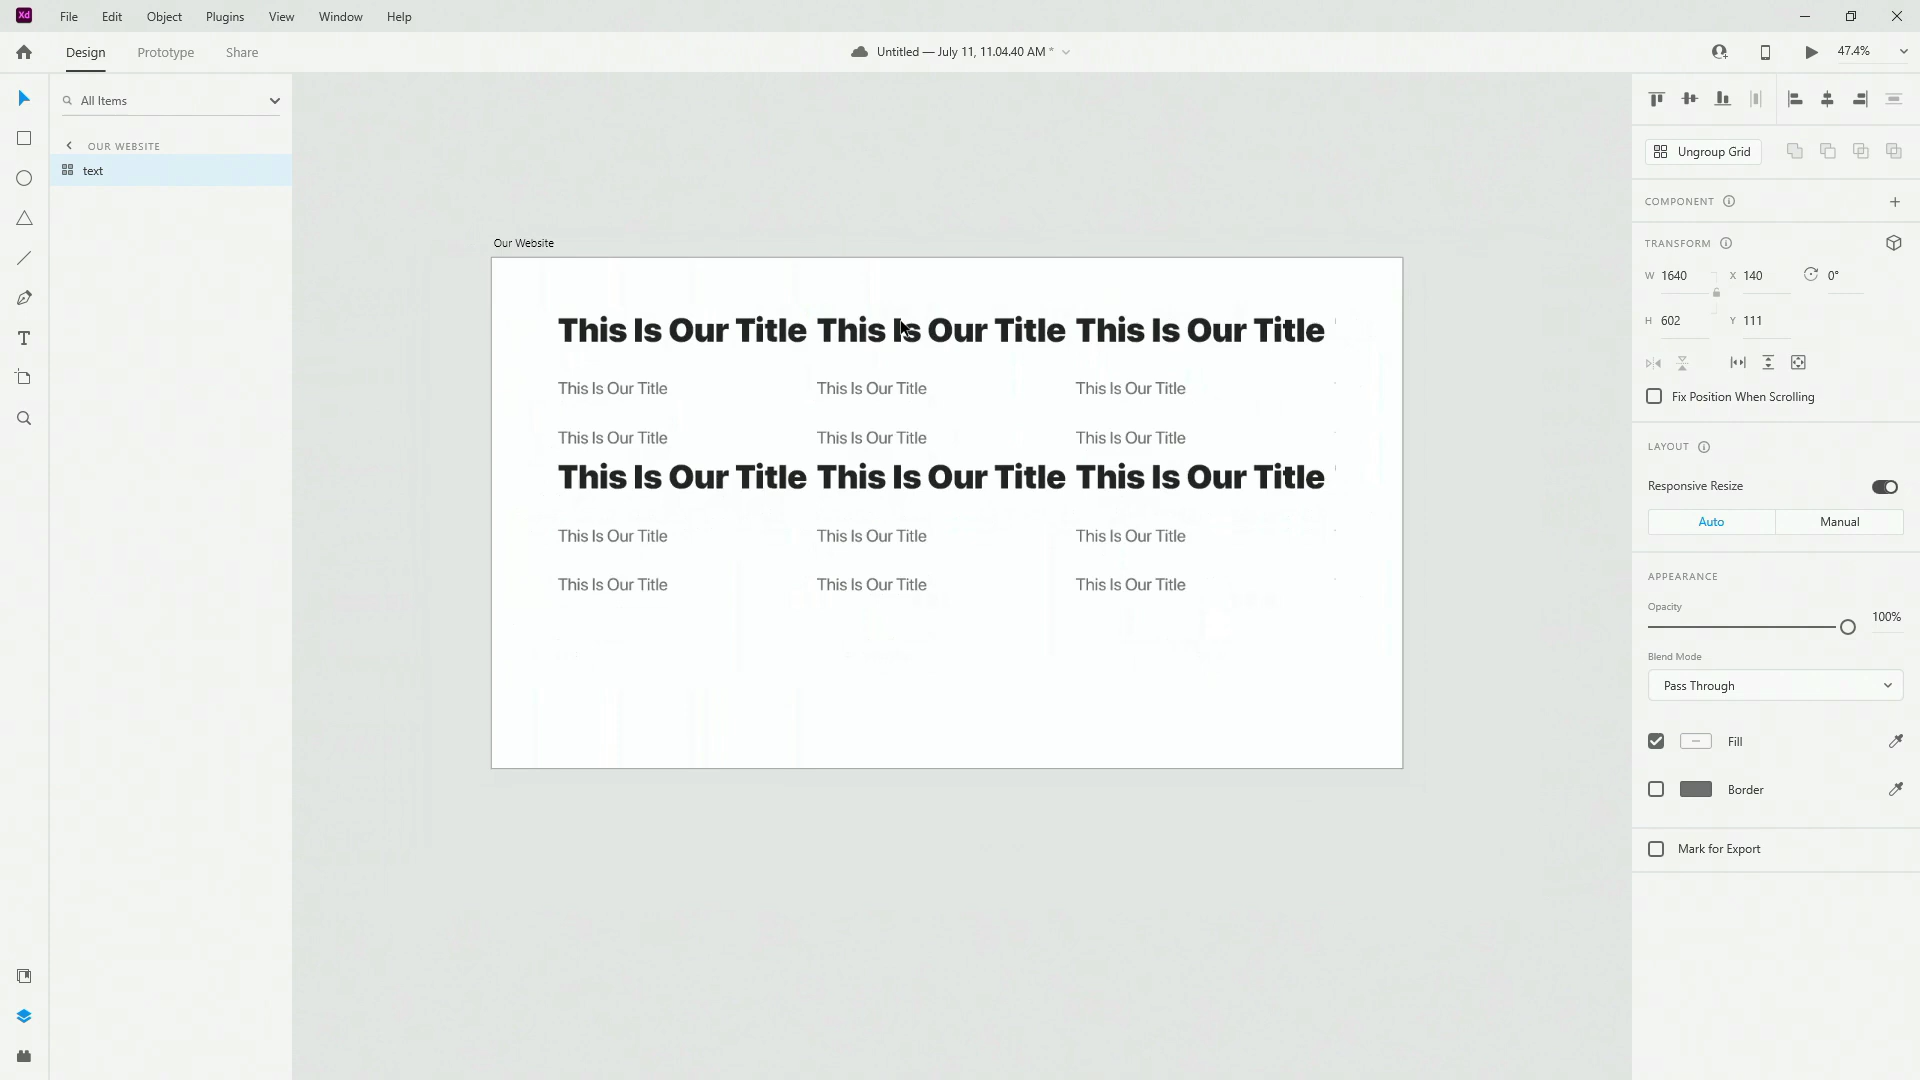 Xd File Edit Object Plugins View Window Help
Design Prototype Share Untitled — July 11, 11.04.40 AM * 47.4%
All Items
OUR WEBSITE
text
Our Website
This Is Our Title This Is Our Title This Is Our Title
This Is Our Title This Is Our Title This Is Our Title
This Is Our Title This Is Our Title This Is Our Title
This Is Our Title This Is Our Title This Is Our Title
This Is Our Title This Is Our Title This Is Our Title
This Is Our Title This Is Our Title This Is Our Title
Ungroup Grid
COMPONENT
TRANSFORM
W 1640 X 140 0°
H 602 Y 111
Fix Position When Scrolling
LAYOUT
Responsive Resize
Auto Manual
APPEARANCE
Opacity
100%
Blend Mode
Pass Through
Fill
Border
Mark for Export